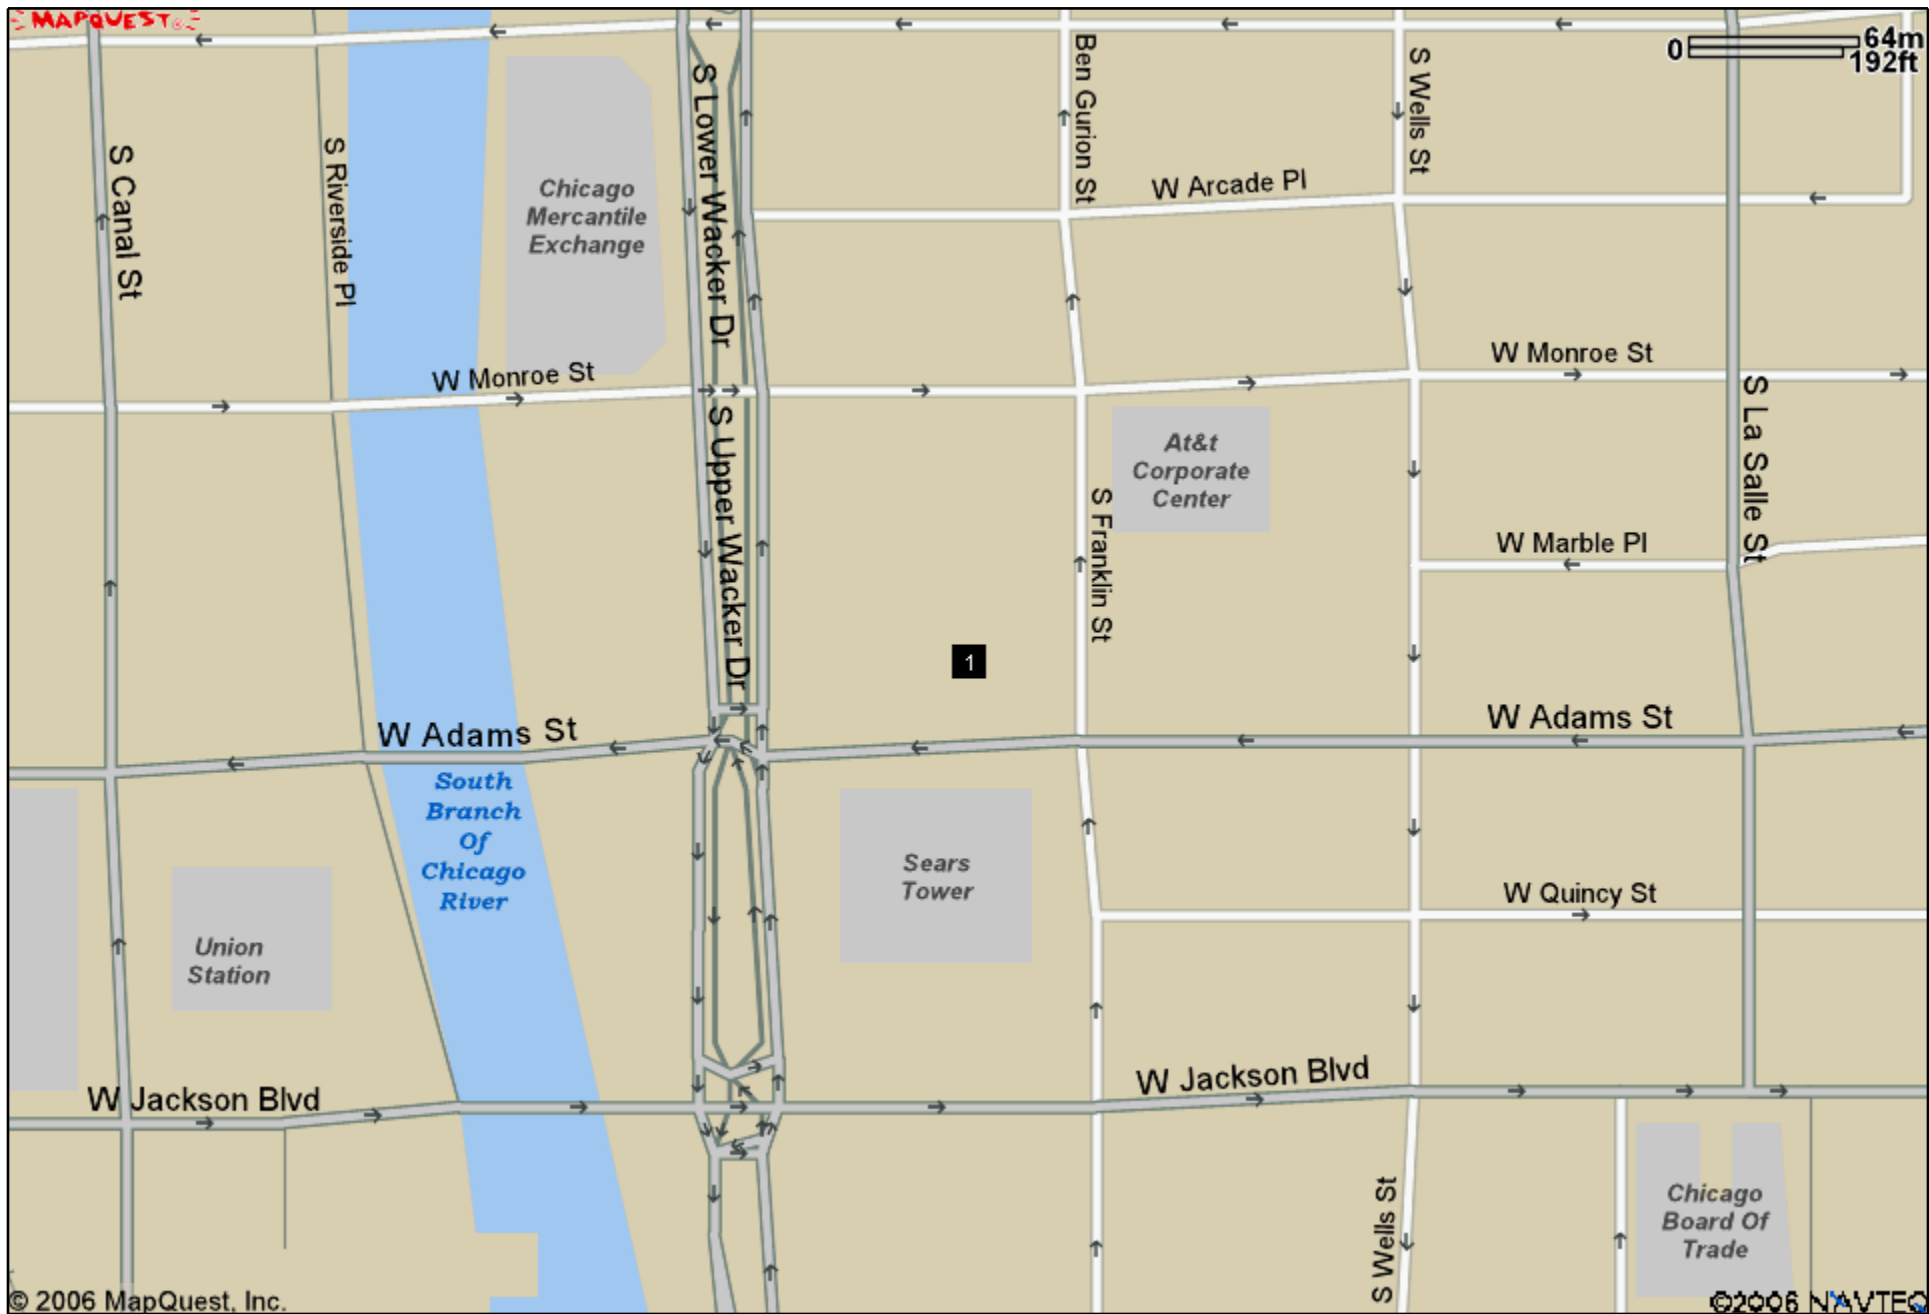 MAPQUEST
0
64m
192ft
S Canal St
S Riverside Pl
Chicago
Mercantile
Exchange
S Lower Wacker Dr
Ben Gurion St
S Wells St
W Arcade Pl
W Monroe St
W Monroe St
S Upper Wacker Dr
At&t
Corporate
Center
S Franklin St
S La Salle St
W Marble Pl
1
W Adams St
W Adams St
South
Branch
Of
Chicago
River
Sears
Tower
W Quincy St
Union
Station
W Jackson Blvd
W Jackson Blvd
S Wells St
Chicago
Board Of
Trade
© 2006 MapQuest, Inc.
©2006 NAVTEQ